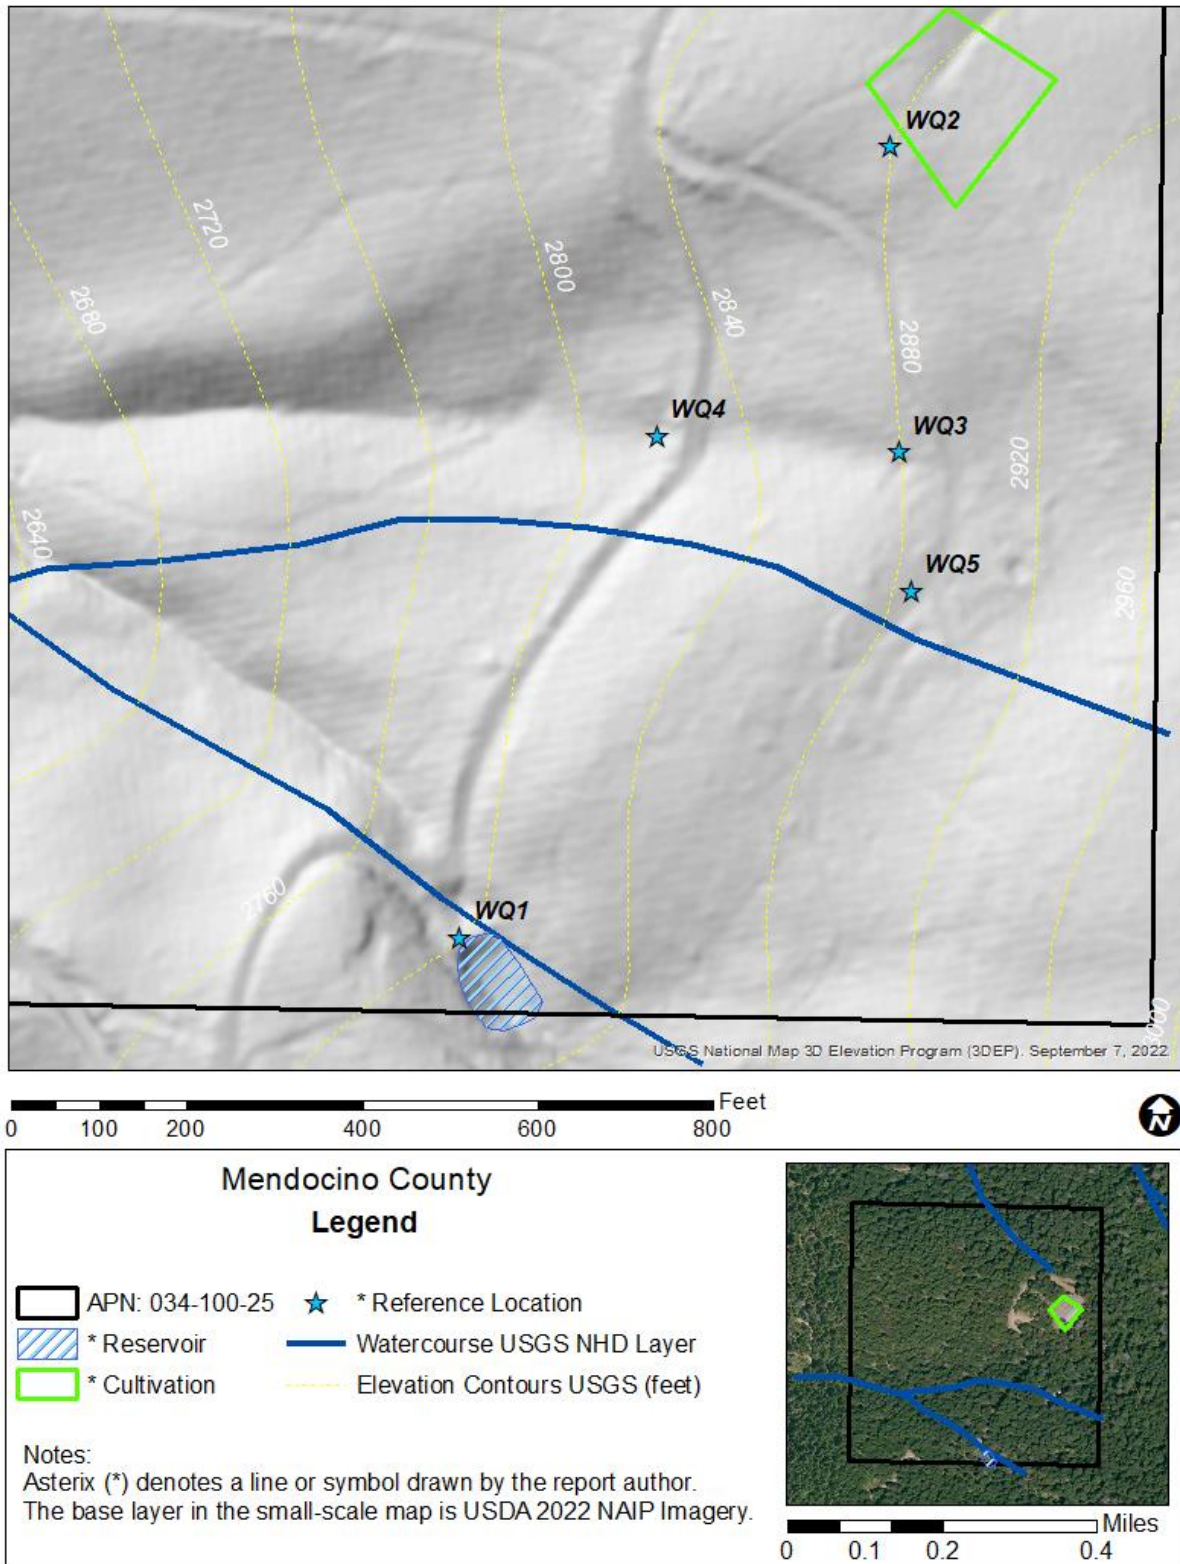 WQ2
2720
2800
2680
2840
2880
WQ4
WQ3
2920
2640
WQ5
2960
2760
WQ1
3000
USGS National Map 3D Elevation Program (3DEP). September 7, 2022.
Feet
0 100 200 400 600 800
N
Mendocino County
Legend
APN: 034-100-25 * Reference Location
* Reservoir Watercourse USGS NHD Layer
* Cultivation Elevation Contours USGS (feet)
Notes:
Asterix (*) denotes a line or symbol drawn by the report author.
The base layer in the small-scale map is USDA 2022 NAIP Imagery.
Miles
0 0.1 0.2 0.4